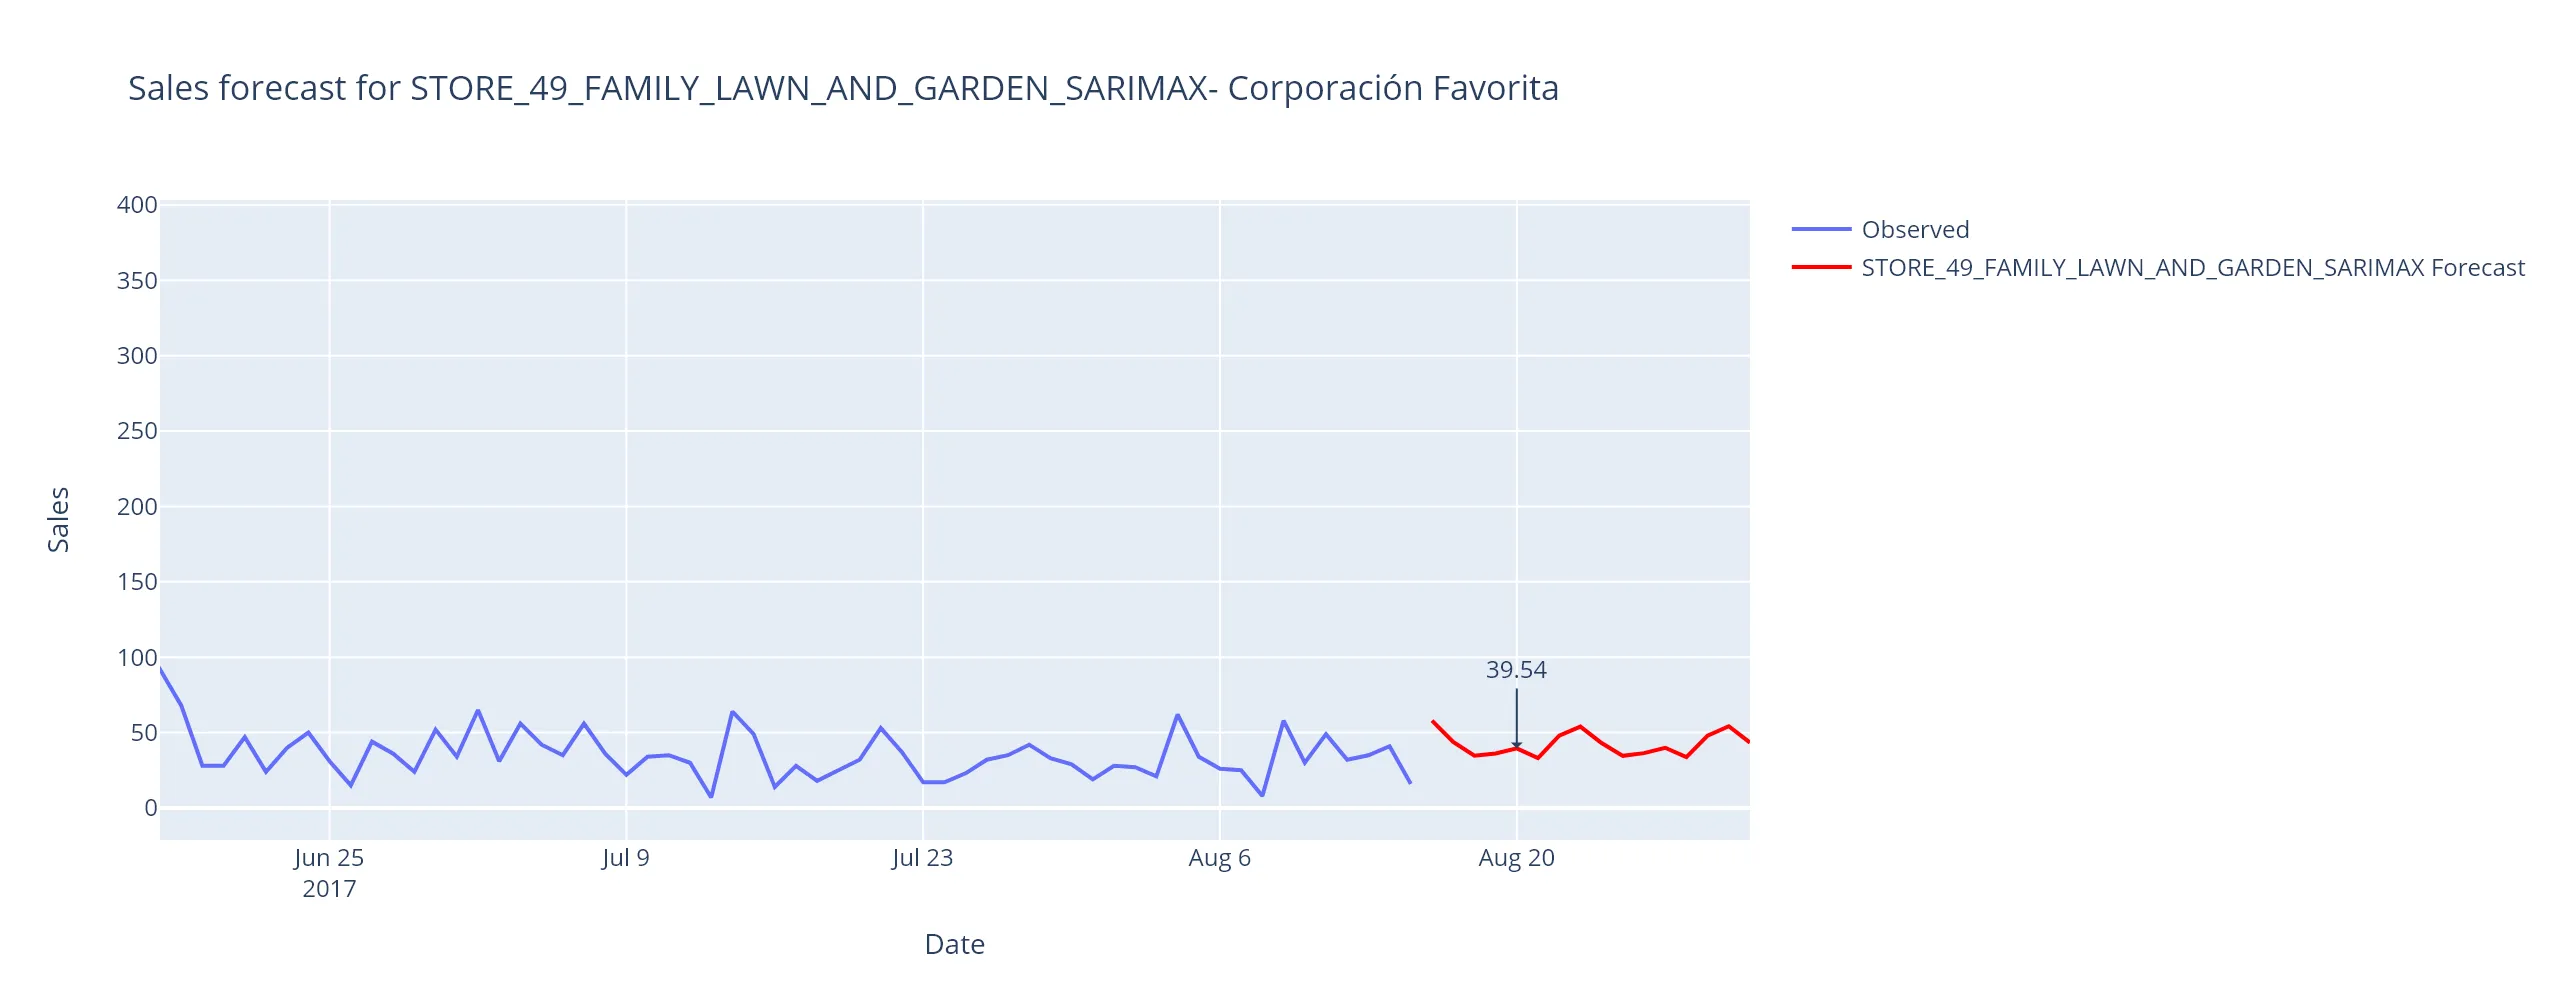 Sales forecast for STORE_49_FAMILY_LAWN_AND_GARDEN_SARIMAX- Corporación Favorita
400
350
300
250
200
150
100
50
0
Sales
39.54
Jun 25
2017
Jul 9
Jul 23
Aug 6
Aug 20
Date
Observed
STORE_49_FAMILY_LAWN_AND_GARDEN_SARIMAX Forecast